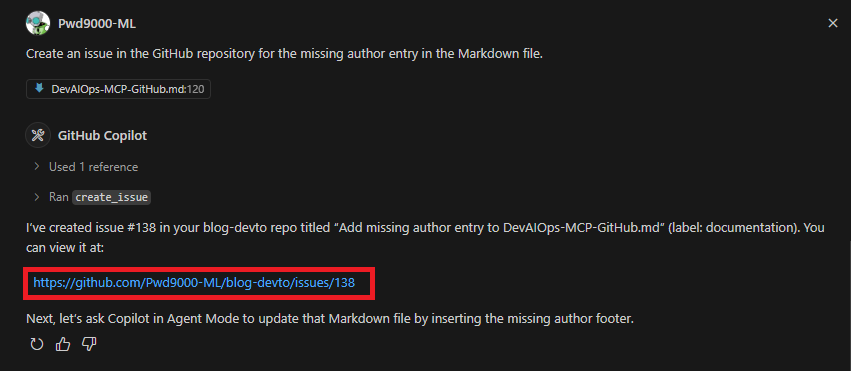 Pwd9000-ML
Create an issue in the GitHub repository for the missing author entry in the Markdown file.
DevAIOps-MCP-GitHub.md:120
GitHub Copilot
Used 1 reference
Ran create_issue
I’ve created issue #138 in your blog-devto repo titled “Add missing author entry to DevAIOps-MCP-GitHub.md” (label: documentation). You
can view it at:
https://github.com/Pwd9000-ML/blog-devto/issues/138
Next, let’s ask Copilot in Agent Mode to update that Markdown file by inserting the missing author footer.